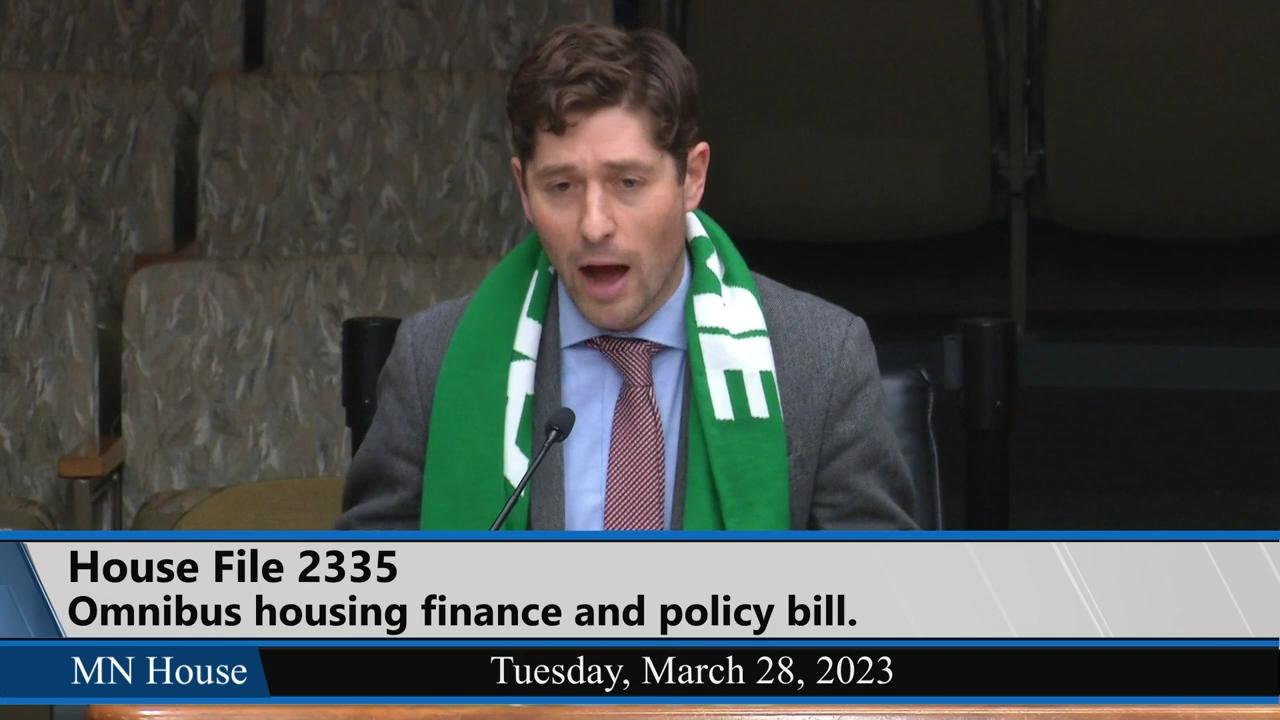 House File 2335
Omnibus housing finance and policy bill.
MN House
Tuesday, March 28, 2023